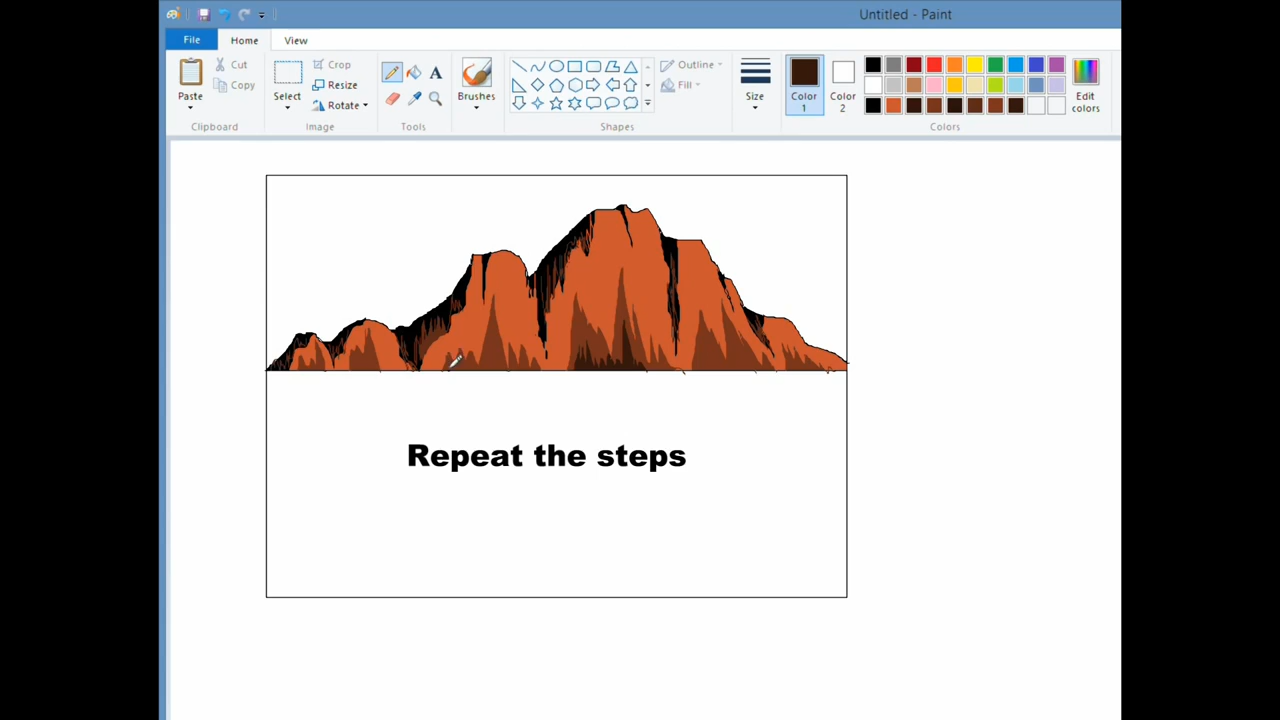 Untitled - Paint
File Home View
Paste Cut Copy
Select Crop Resize Rotate
A
Brushes
Outline Fill
Size
Color 1
Color 2
Edit colors
Clipboard Image Tools Shapes Colors
Repeat the steps